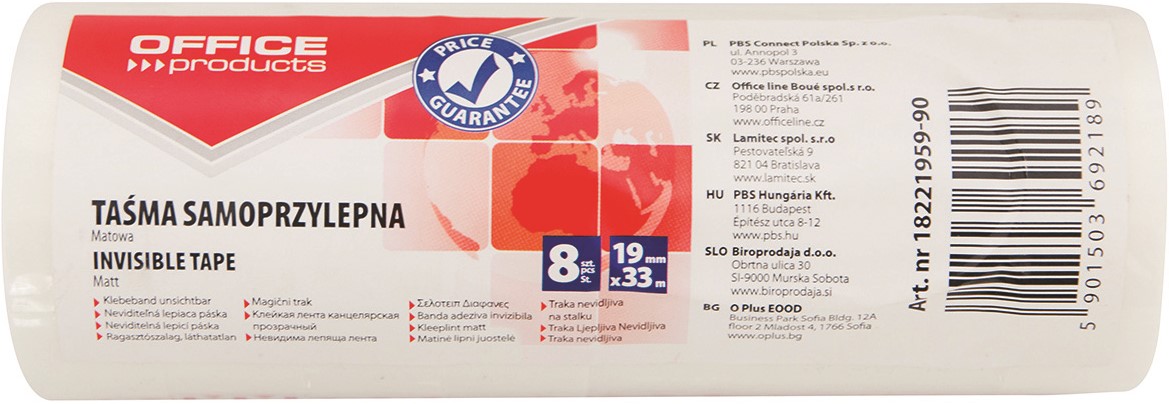 OFFICE
products
PRICE
GUARANTEE
TAŚMA SAMOPRZYLEPNA
Matowa
INVISIBLE TAPE
Matt
Klebeband unsichtbar
Neviditeľná lepiaca páska
Neviditelná lepicí páska
Ragasztószalag, láthatatlan
Magični trak
Клейкая лента канцелярская
прозрачный
Невидима лепяща лента
Σελοτειπ Διαφανες
Banda adeziva invizibila
Kleeplint matt
Matinė lipni juostelė
Traka nevidljiva
na stalku
Traka Ljepljiva Nevidljiva
Traka nevidljiva
8 szt.
pcs
St.
19 mm
x33 m
PL PBS Connect Polska Sp. z o.o.
ul. Annopol 3
03-236 Warszawa
www.pbspolska.eu
CZ Office line Boué spol.s r.o.
Poděbradská 61a/261
198 00 Praha
www.officeline.cz
SK Lamitec spol. s.r.o
Pestovateľská 9
821 04 Bratislava
www.lamitec.sk
HU PBS Hungária Kft.
1116 Budapest
Építész utca 8-12
www.pbs.hu
SLO Biroprodaja d.o.o.
Obrtna ulica 30
SI-9000 Murska Sobota
www.biroprodaja.si
BG O Plus EOOD
Business Park Sofia Bldg. 12A
floor 2 Mladost 4, 1766 Sofia
www.oplus.bg
Art. nr 18221959-90
5 901503 692189